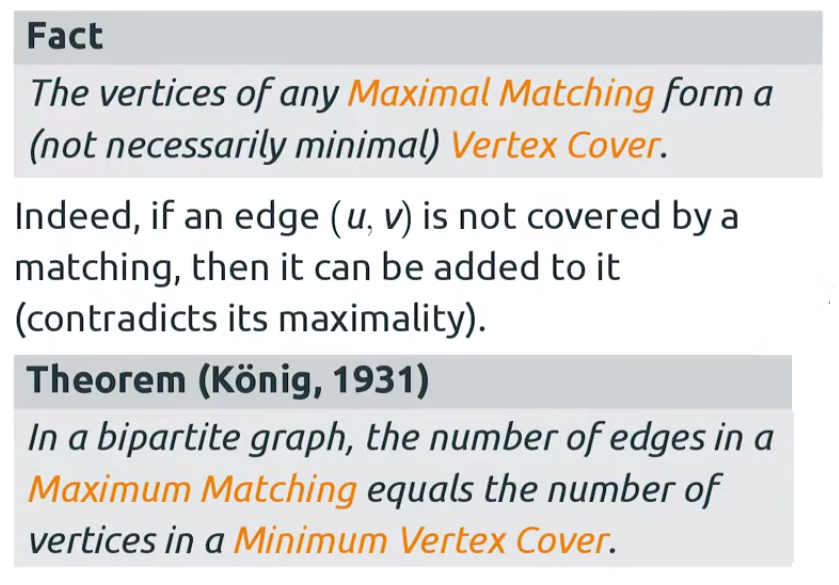 Fact
The vertices of any Maximal Matching form a
(not necessarily minimal) Vertex Cover.
Indeed, if an edge (u, v) is not covered by a
matching, then it can be added to it
(contradicts its maximality).
Theorem (König, 1931)
In a bipartite graph, the number of edges in a
Maximum Matching equals the number of
vertices in a Minimum Vertex Cover.